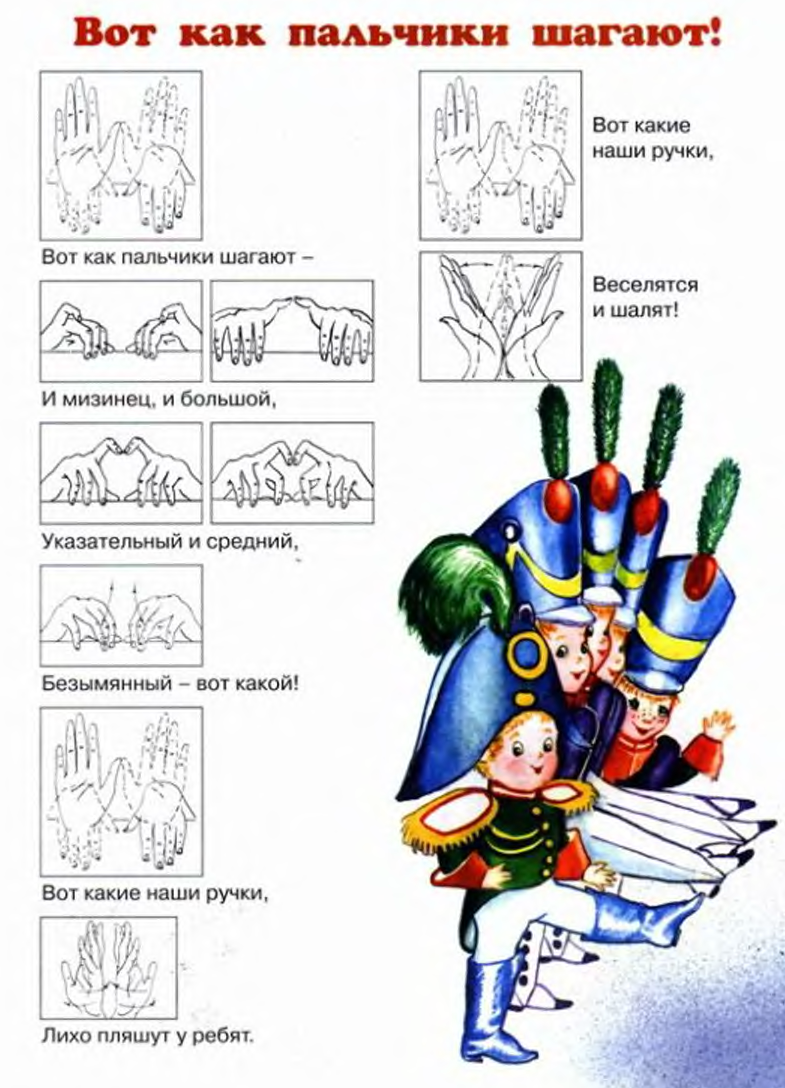 Вот как пальчики шагают!
Вот как пальчики шагают –
И мизинец, и большой,
Указательный и средний,
Безымянный – вот какой!
Вот какие наши ручки,
Лихо пляшут у ребят.
Вот какие
наши ручки,
Веселятся
и шалят!